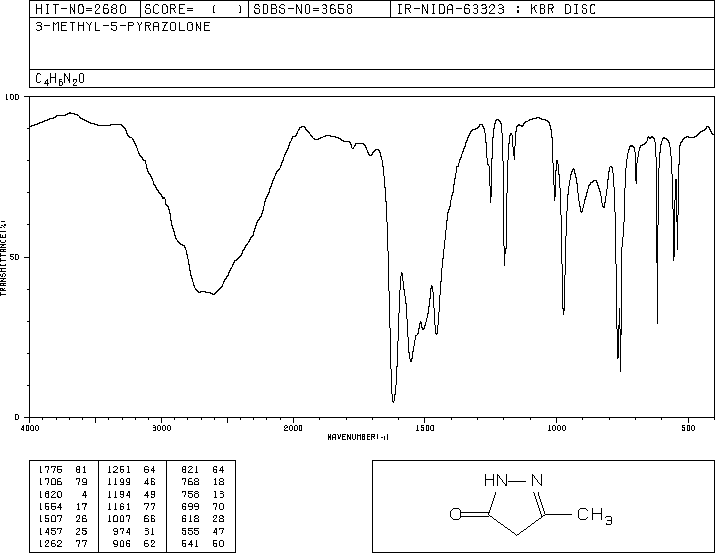 HIT-NO=2680 SCORE= ( ) SDBS-NO=3658 IR-NIDA-63323 : KBR DISC
3-METHYL-5-PYRAZOLONE
C4H6N2O
100
50
0
TRANSMITTANCE(%)
4000 3000 2000 1500 1000 500
WAVENUMBER(-1)
1775 81 1251 64 821 64
1706 79 1199 46 768 18
1620 4 1194 49 758 13
1554 17 1161 77 699 70
1507 26 1007 66 618 28
1457 25 974 31 555 47
1262 77 906 62 541 50
HN N
O CH3